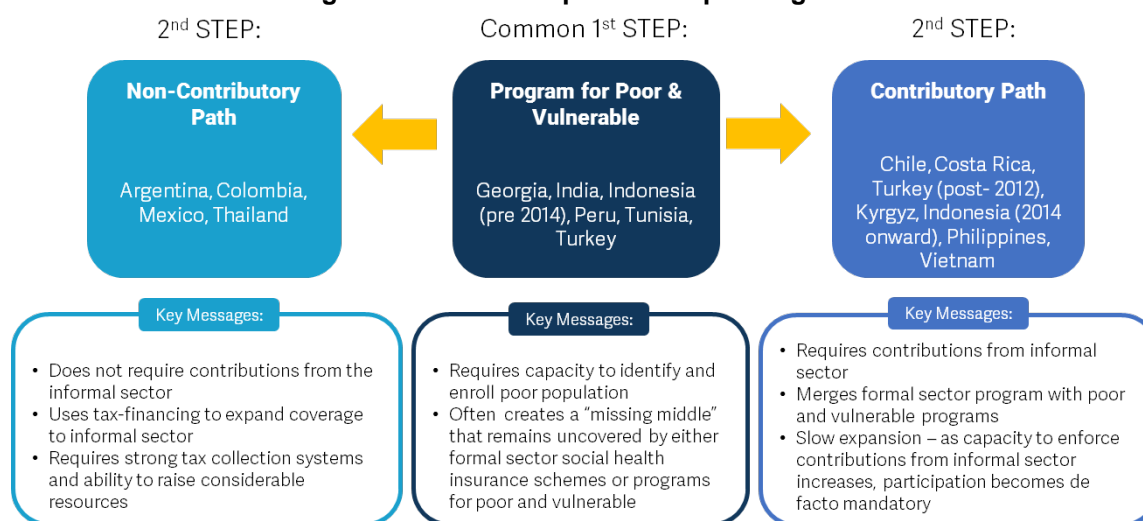 2nd STEP:
Common 1st STEP:
2nd STEP:
Non-Contributory
Path
Argentina, Colombia,
Mexico, Thailand
Program for Poor &
Vulnerable
Georgia, India, Indonesia
(pre 2014), Peru, Tunisia,
Turkey
Contributory Path
Chile, Costa Rica,
Turkey (post- 2012),
Kyrgyz, Indonesia (2014
onward), Philippines,
Vietnam
Key Messages:
• Does not require contributions from the
informal sector
• Uses tax-financing to expand coverage
to informal sector
• Requires strong tax collection systems
and ability to raise considerable
resources
Key Messages:
• Requires capacity to identify and
enroll poor population
• Often creates a “missing middle”
that remains uncovered by either
formal sector social health
insurance schemes or programs
for poor and vulnerable
Key Messages:
• Requires contributions from informal
sector
• Merges formal sector program with poor
and vulnerable programs
• Slow expansion – as capacity to enforce
contributions from informal sector
increases, participation becomes de
facto mandatory